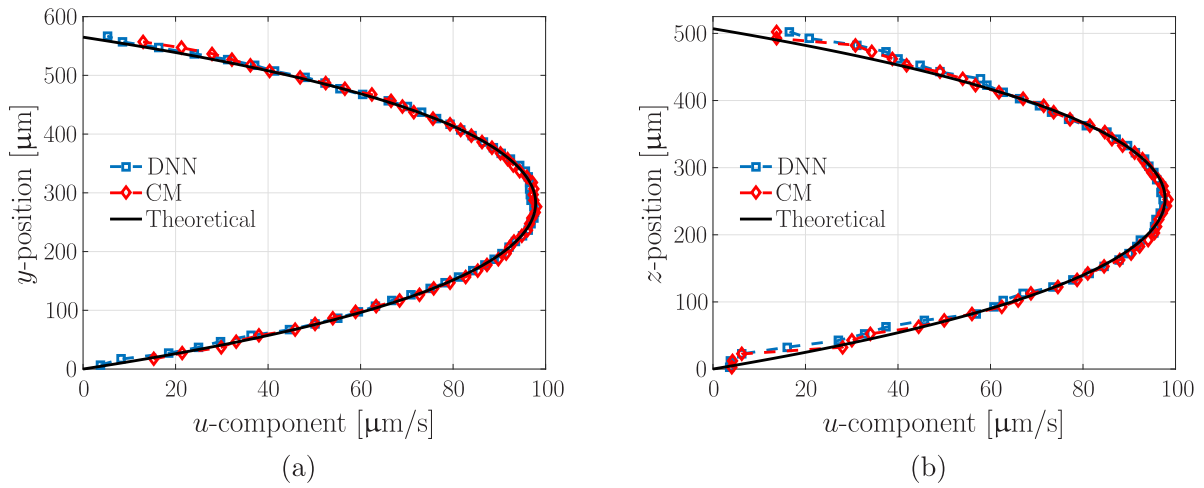 600
500
400
300
200
100
0
y-position [μm]
DNN
CM
Theoretical
0 20 40 60 80 100
u-component [μm/s]
(a)
500
400
300
200
100
0
z-position [μm]
DNN
CM
Theoretical
0 20 40 60 80 100
u-component [μm/s]
(b)